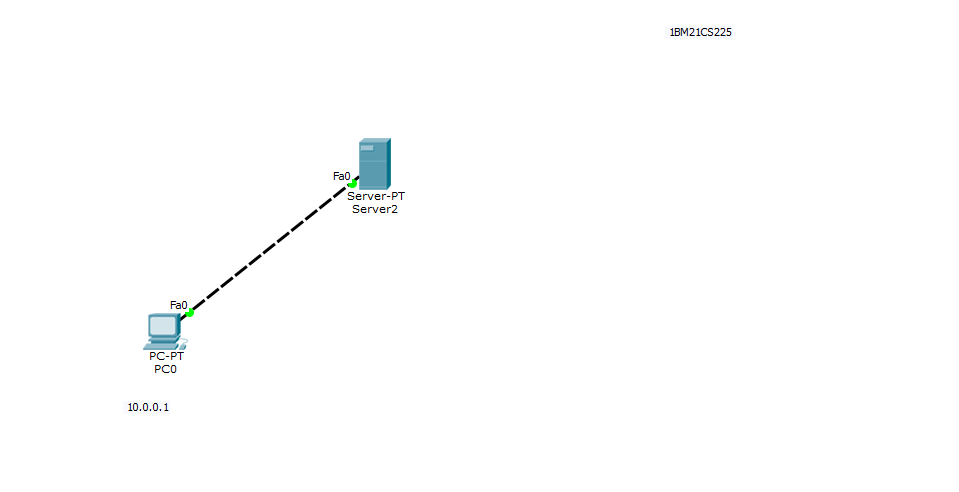 1BM21CS225
Fa0
Server-PT
Server2
Fa0
PC-PT
PC0
10.0.0.1